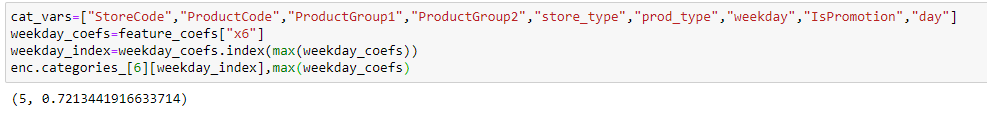 cat_vars=["StoreCode","ProductCode","ProductGroup1","ProductGroup2","store_type","prod_type","weekday","IsPromotion","day"]
weekday_coefs=feature_coefs["x6"]
weekday_index=weekday_coefs.index(max(weekday_coefs))
enc.categories_[6][weekday_index],max(weekday_coefs)
(5, 0.7213441916633714)